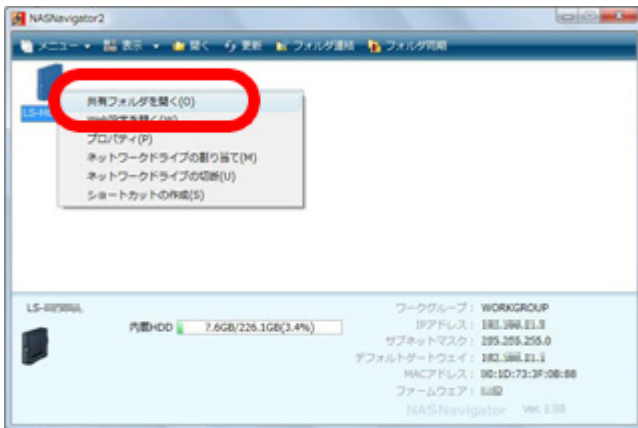 NASNavigator2
メニュー 表示 開く 更新 フォルダ連結 フォルダ同期
共有フォルダを開く(O)
プロパティ(P)
ネットワークドライブの割り当て(M)
ネットワークドライブの切断(U)
ショートカットの作成(S)
ワークグループ: WORKGROUP
内蔵HDD 7.6GB/226.1GB(3.4%)
IPアドレス:
サブネットマスク: 255.255.255.0
デフォルトゲートウェイ:
MACアドレス: 00:1D:73:3F:08:88
ファームウェア:
NASNavigator